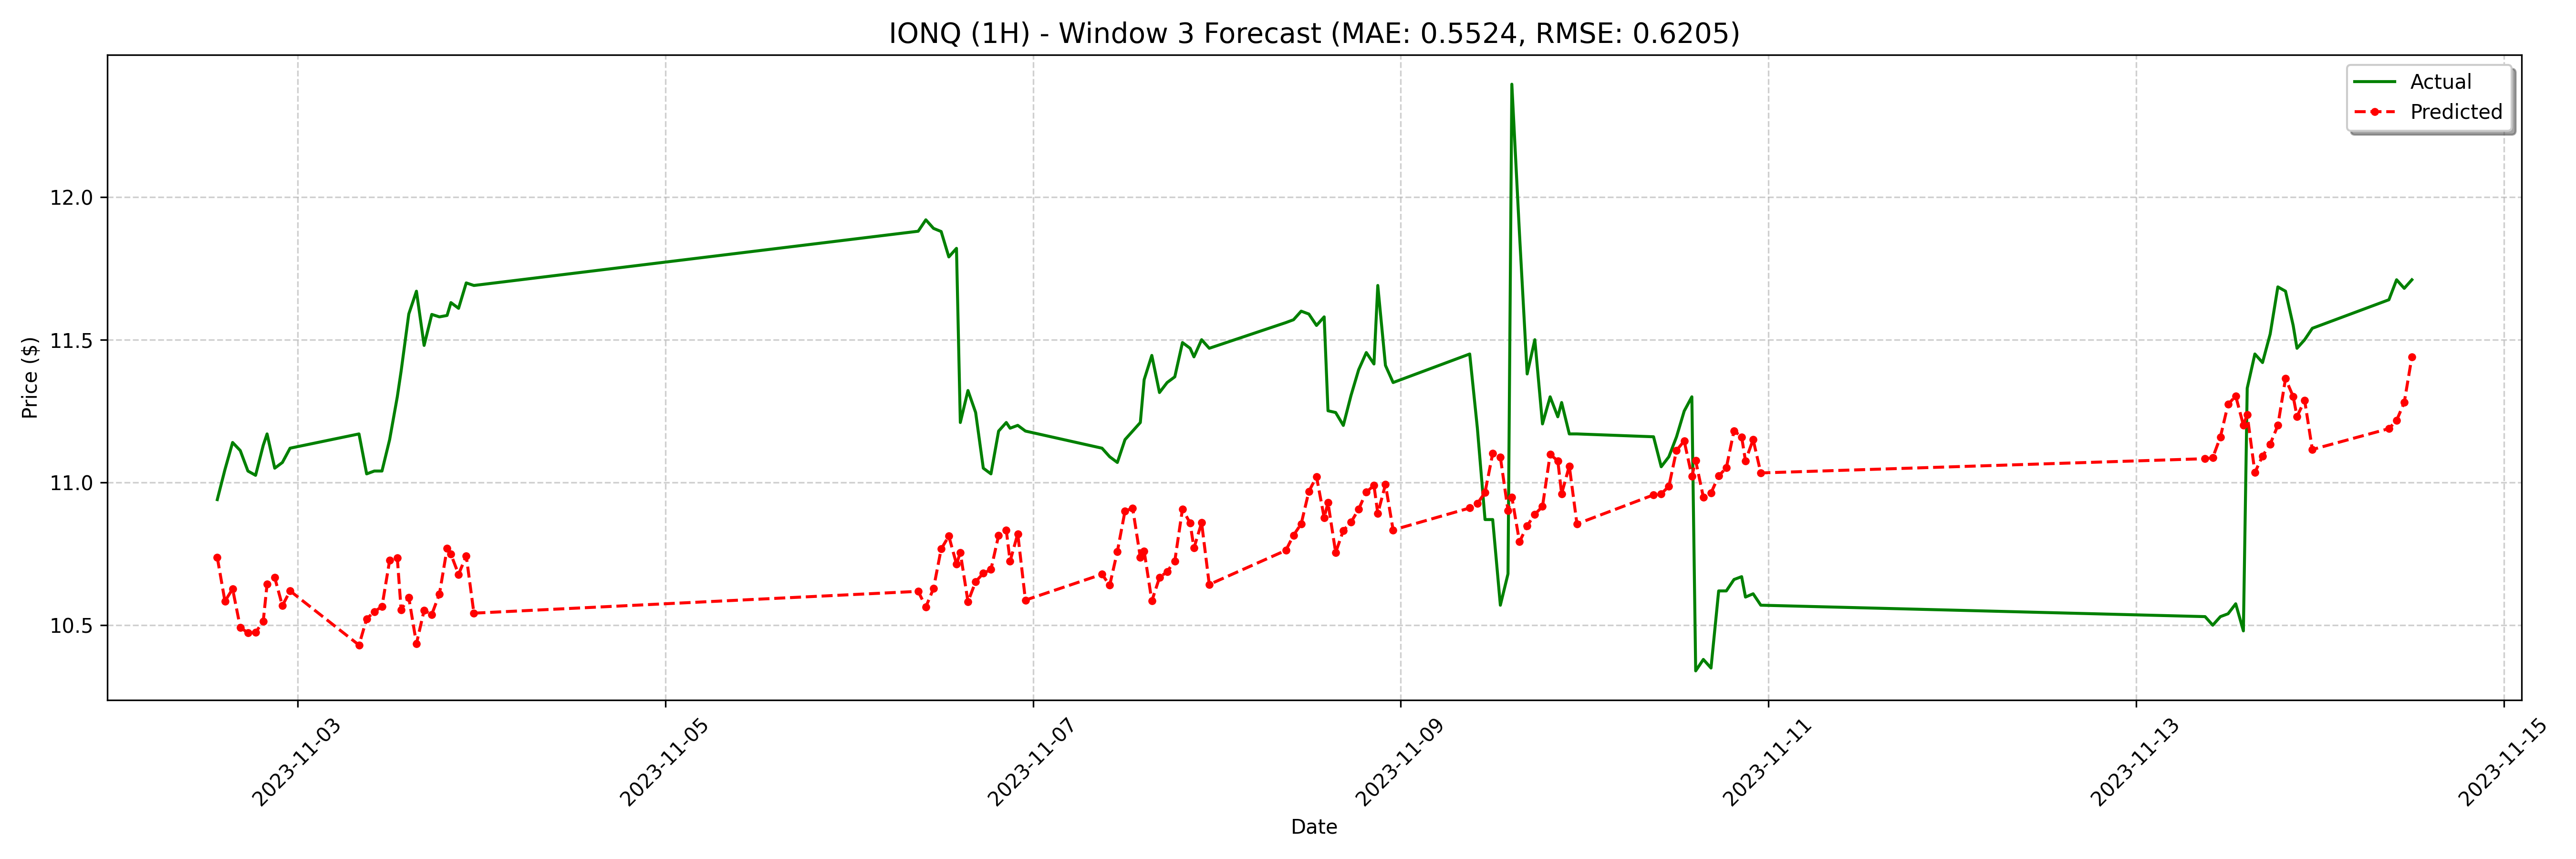 IONQ (1H) - Window 3 Forecast (MAE: 0.5524, RMSE: 0.6205)
Actual
Predicted
Price ($)
12.0
11.5
11.0
10.5
2023-11-03
2023-11-05
2023-11-07
2023-11-09
2023-11-11
2023-11-13
2023-11-15
Date